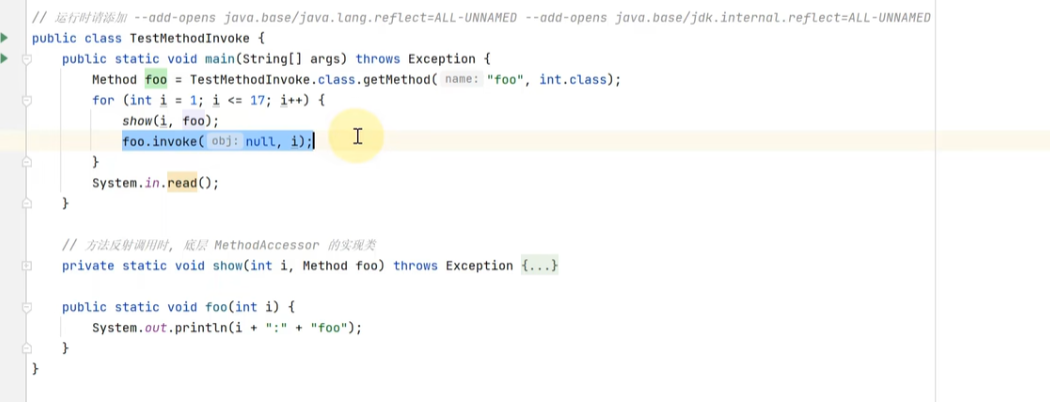 // 运行时请添加 --add-opens java.base/java.lang.reflect=ALL-UNNAMED --add-opens java.base/jdk.internal.reflect=ALL-UNNAMED
public class TestMethodInvoke {
public static void main(String[] args) throws Exception {
Method foo = TestMethodInvoke.class.getMethod( name: "foo", int.class);
for (int i = 1; i <= 17; i++) {
show(i, foo);
foo.invoke( obj: null, i);
}
System.in.read();
}
// 方法反射调用时, 底层 MethodAccessor 的实现类
private static void show(int i, Method foo) throws Exception {...}
public static void foo(int i) {
System.out.println(i + ":" + "foo");
}
}